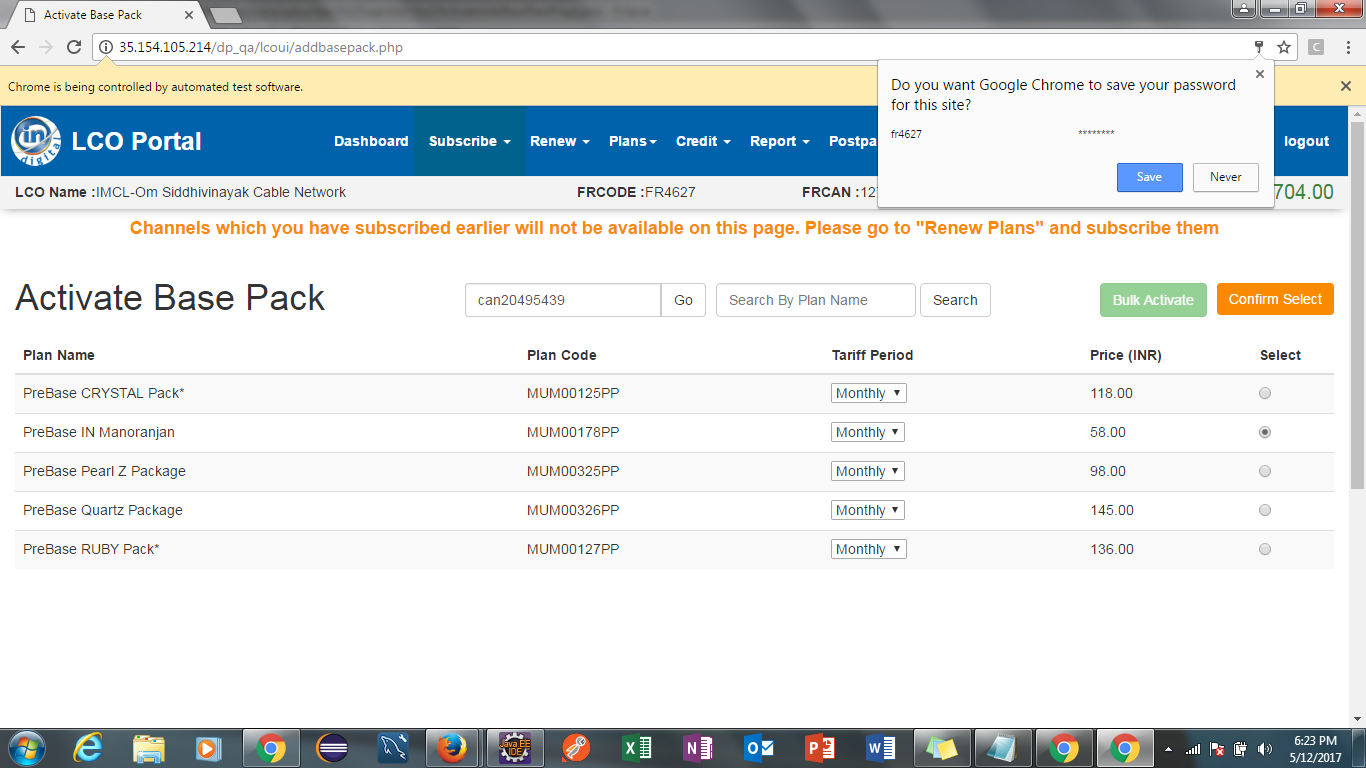 Activate Base Pack
35.154.105.214/dp_qa/lcoui/addbasepack.php
C
Chrome is being controlled by automated test software.
Do you want Google Chrome to save your password
for this site?
fr4627 ********
Save Never
in digital LCO Portal Dashboard Subscribe Renew Plans Credit Report Postpa logout
LCO Name :IMCL-Om Siddhivinayak Cable Network FRCODE :FR4627 FRCAN :127 704.00
Channels which you have subscribed earlier will not be available on this page. Please go to "Renew Plans" and subscribe them
Activate Base Pack can20495439 Go Search By Plan Name Search Bulk Activate Confirm Select
Plan Name Plan Code Tariff Period Price (INR) Select
PreBase CRYSTAL Pack* MUM00125PP Monthly 118.00
PreBase IN Manoranjan MUM00178PP Monthly 58.00
PreBase Pearl Z Package MUM00325PP Monthly 98.00
PreBase Quartz Package MUM00326PP Monthly 145.00
PreBase RUBY Pack* MUM00127PP Monthly 136.00
Java EE
IDE
6:23 PM
5/12/2017